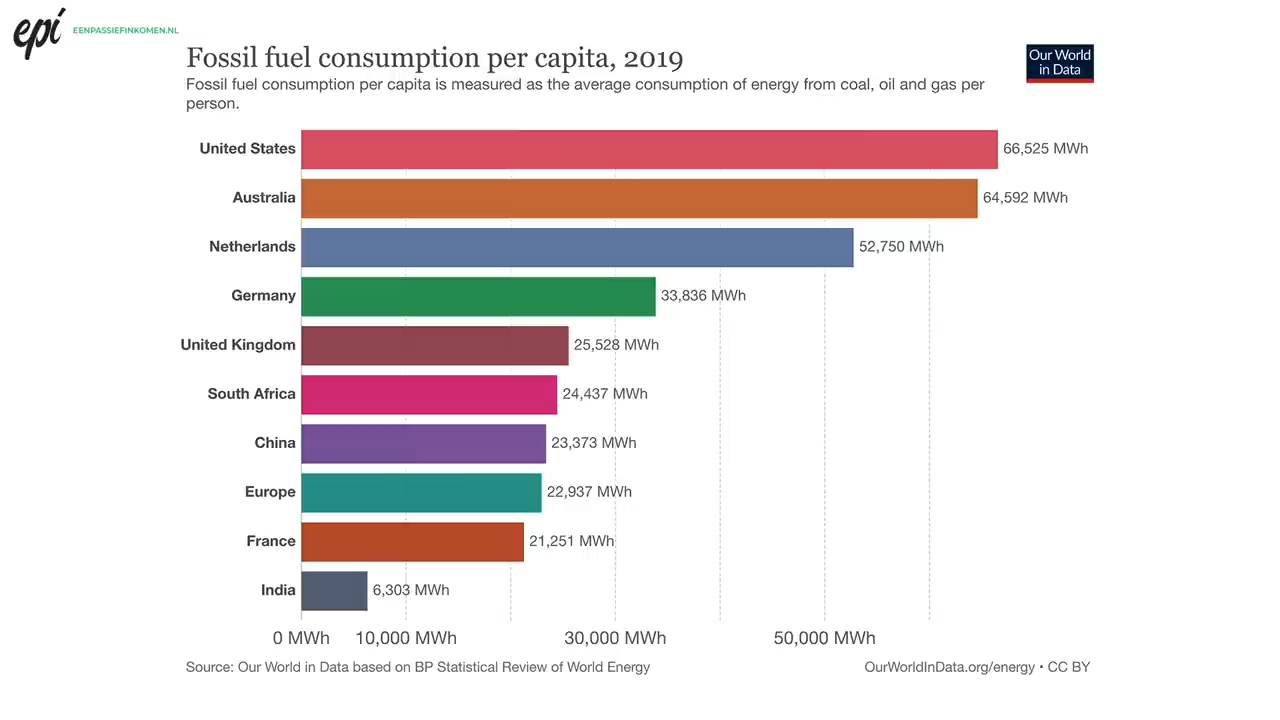 epi EENPASSIEFINKOMEN.NL
Fossil fuel consumption per capita, 2019
Our World
in Data
Fossil fuel consumption per capita is measured as the average consumption of energy from coal, oil and gas per
person.
United States 66,525 MWh
Australia 64,592 MWh
Netherlands 52,750 MWh
Germany 33,836 MWh
United Kingdom 25,528 MWh
South Africa 24,437 MWh
China 23,373 MWh
Europe 22,937 MWh
France 21,251 MWh
India 6,303 MWh
0 MWh 10,000 MWh 30,000 MWh 50,000 MWh
Source: Our World in Data based on BP Statistical Review of World Energy OurWorldInData.org/energy • CC BY